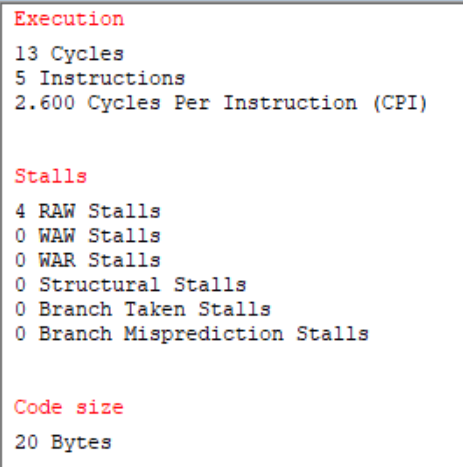 Execution
13 Cycles
5 Instructions
2.600 Cycles Per Instruction (CPI)
Stalls
4 RAW Stalls
0 WAW Stalls
0 WAR Stalls
0 Structural Stalls
0 Branch Taken Stalls
0 Branch Misprediction Stalls
Code size
20 Bytes